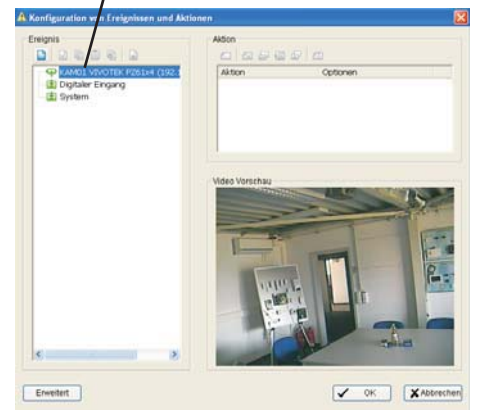 Konfiguration von Ereignissen und Aktionen
Ereignis
Aktion
KAM01 VIVOTEK PZ61x4 (192.1
Digitaler Eingang
System
Aktion Optionen
Video Vorschau
Erweitert
OK
Abbrechen